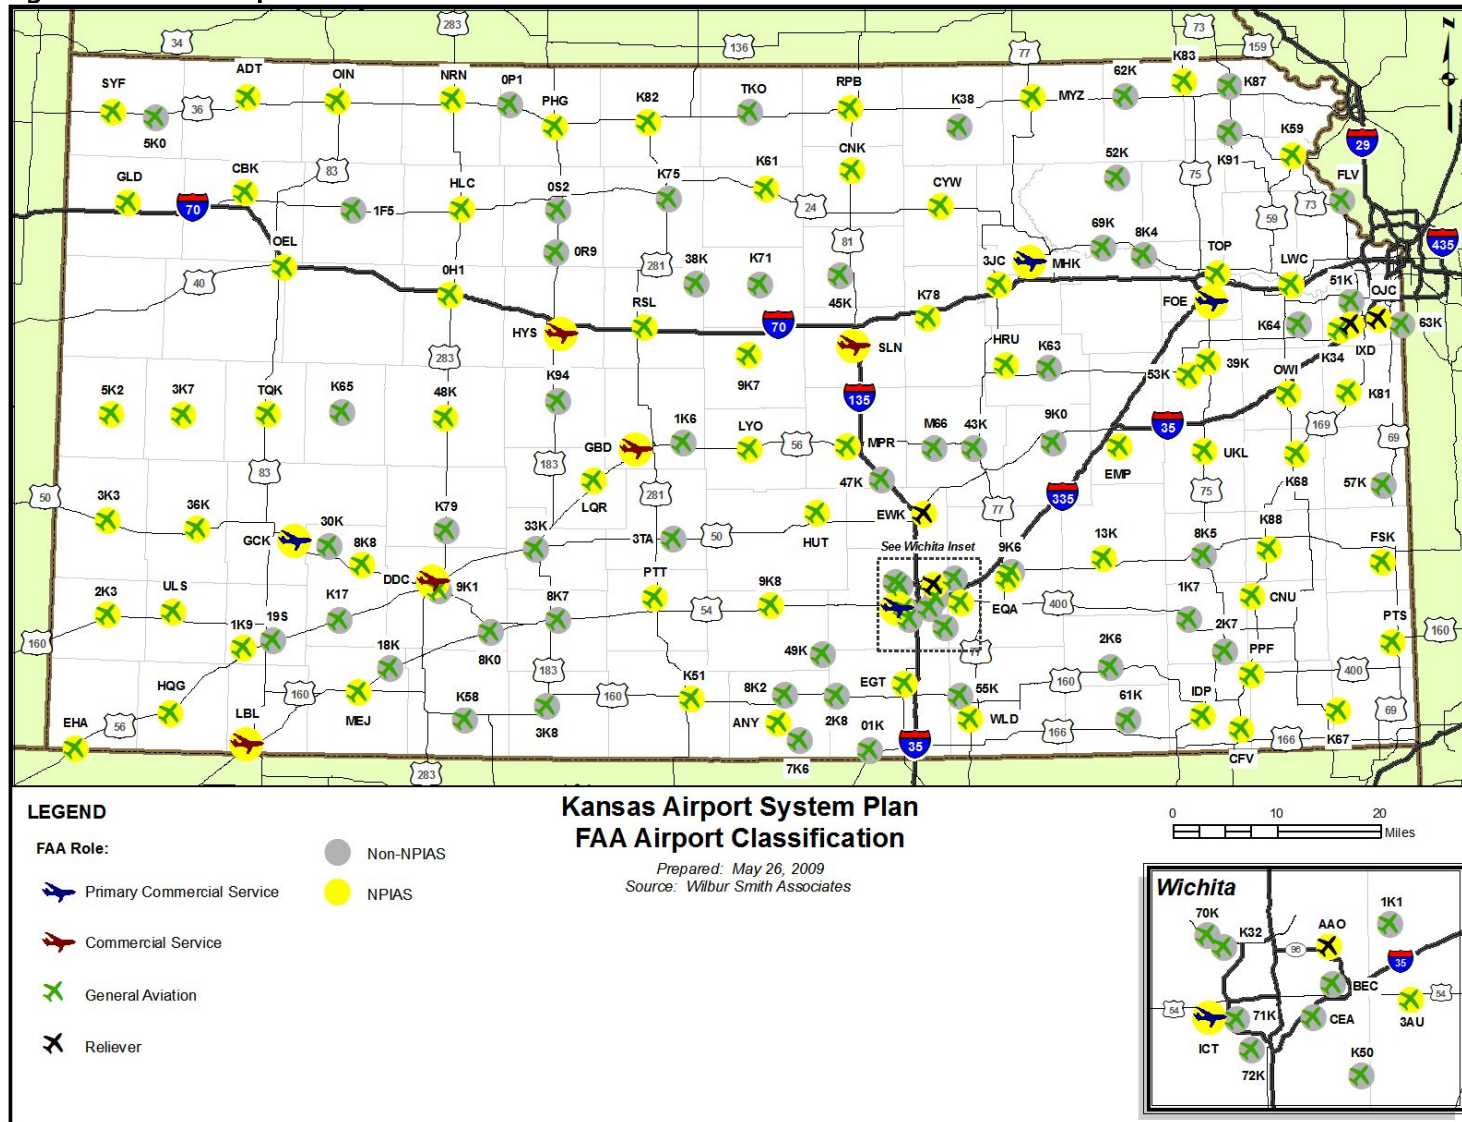 283
73
34
136
77
159
K83
ADT
OIN
NRN
0P1
62K
SYF
TKO
RPB
K87
PHG
K82
K38
MYZ
36
5K0
K59
29
CNK
K91
83
CBK
K61
52K
GLD
K75
75
FLV
HLC
0S2
CYW
70
1F5
24
73
59
69K
8K4
OEL
81
435
0R9
3JC
MHK
TOP
LWC
38K
K71
281
0H1
40
45K
51K
OJC
RSL
K78
FOE
HYS
70
K64
63K
SLN
HRU
K63
IXD
283
K34
9K7
53K
39K
OWI
K94
5K2
3K7
TQK
K65
48K
135
K81
1K6
LYO
M66
43K
9K0
35
169
GBD
56
MPR
69
EMP
UKL
183
83
47K
K68
57K
50
3K3
36K
LQR
281
335
75
K79
EWK
77
30K
33K
K88
GCK
8K8
3TA
50
HUT
See Wichita Inset
13K
8K5
FSK
9K6
DDC
PTT
2K3
ULS
9K1
9K8
1K7
K17
8K7
54
EQA
400
CNU
19S
1K9
2K7
PTS
160
160
18K
8K0
49K
77
2K6
PPF
HQG
183
K51
8K2
EGT
55K
160
400
160
160
61K
IDP
EHA
56
LBL
MEJ
K58
3K8
ANY
2K8
01K
WLD
69
166
166
K67
35
7K6
CFV
283
LEGEND
Kansas Airport System Plan
FAA Airport Classification
Prepared: May 26, 2009
Source: Wilbur Smith Associates
0 10 20
Miles
FAA Role:
Non-NPIAS
Primary Commercial Service
NPIAS
Commercial Service
General Aviation
Reliever
Wichita
1K1
70K
AAO
K32
96
35
BEC
54
54
71K
CEA
3AU
ICT
72K
K50